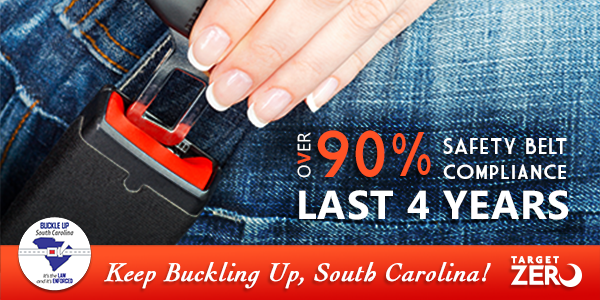 OVER 90% SAFETY BELT
COMPLIANCE
LAST 4 YEARS
BUCKLE UP
South Carolina
it's the LAW
and it's ENFORCED
Keep Buckling Up, South Carolina!
TARGET
ZERO